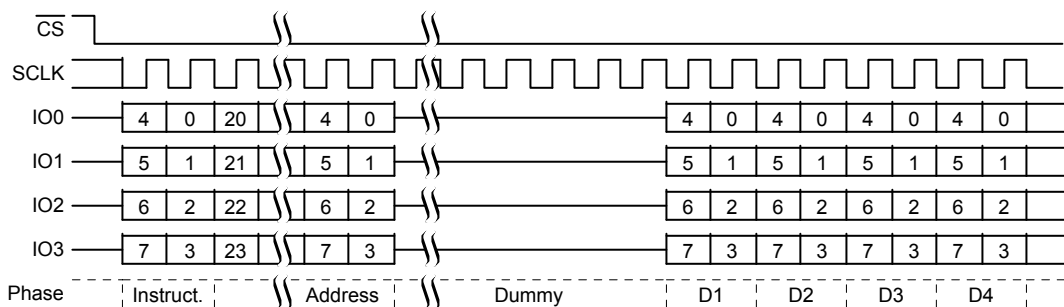 CS
SCLK
IO0 4 0 20 4 0 4 0 4 0 4 0 4 0
IO1 5 1 21 5 1 5 1 5 1 5 1 5 1
IO2 6 2 22 6 2 6 2 6 2 6 2 6 2
IO3 7 3 23 7 3 7 3 7 3 7 3 7 3
Phase Instruct. Address Dummy D1 D2 D3 D4